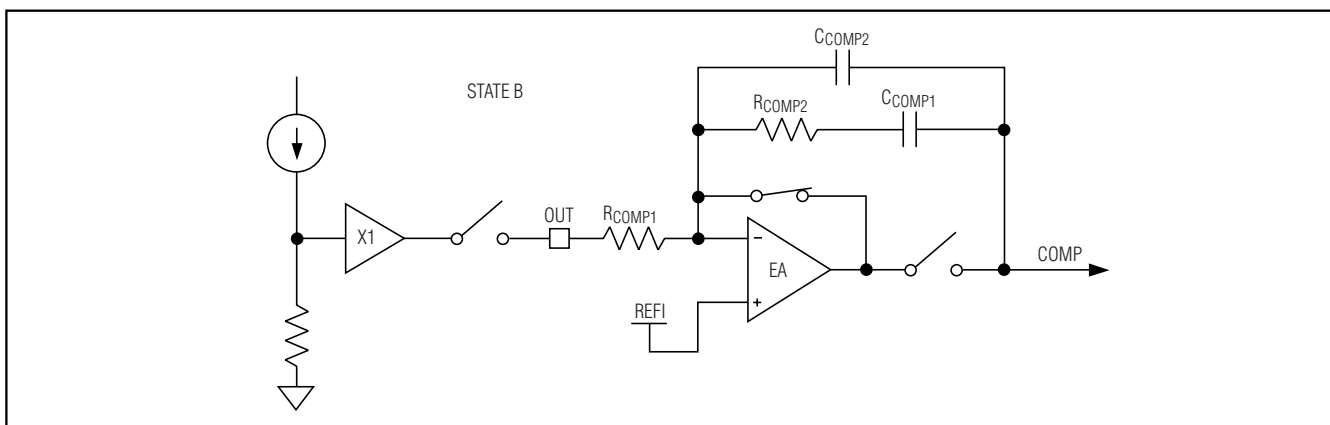 CCOMP2
STATE B
RCOMP2
CCOMP1
OUT
RCOMP1
X1
−
EA
COMP
+
REFI